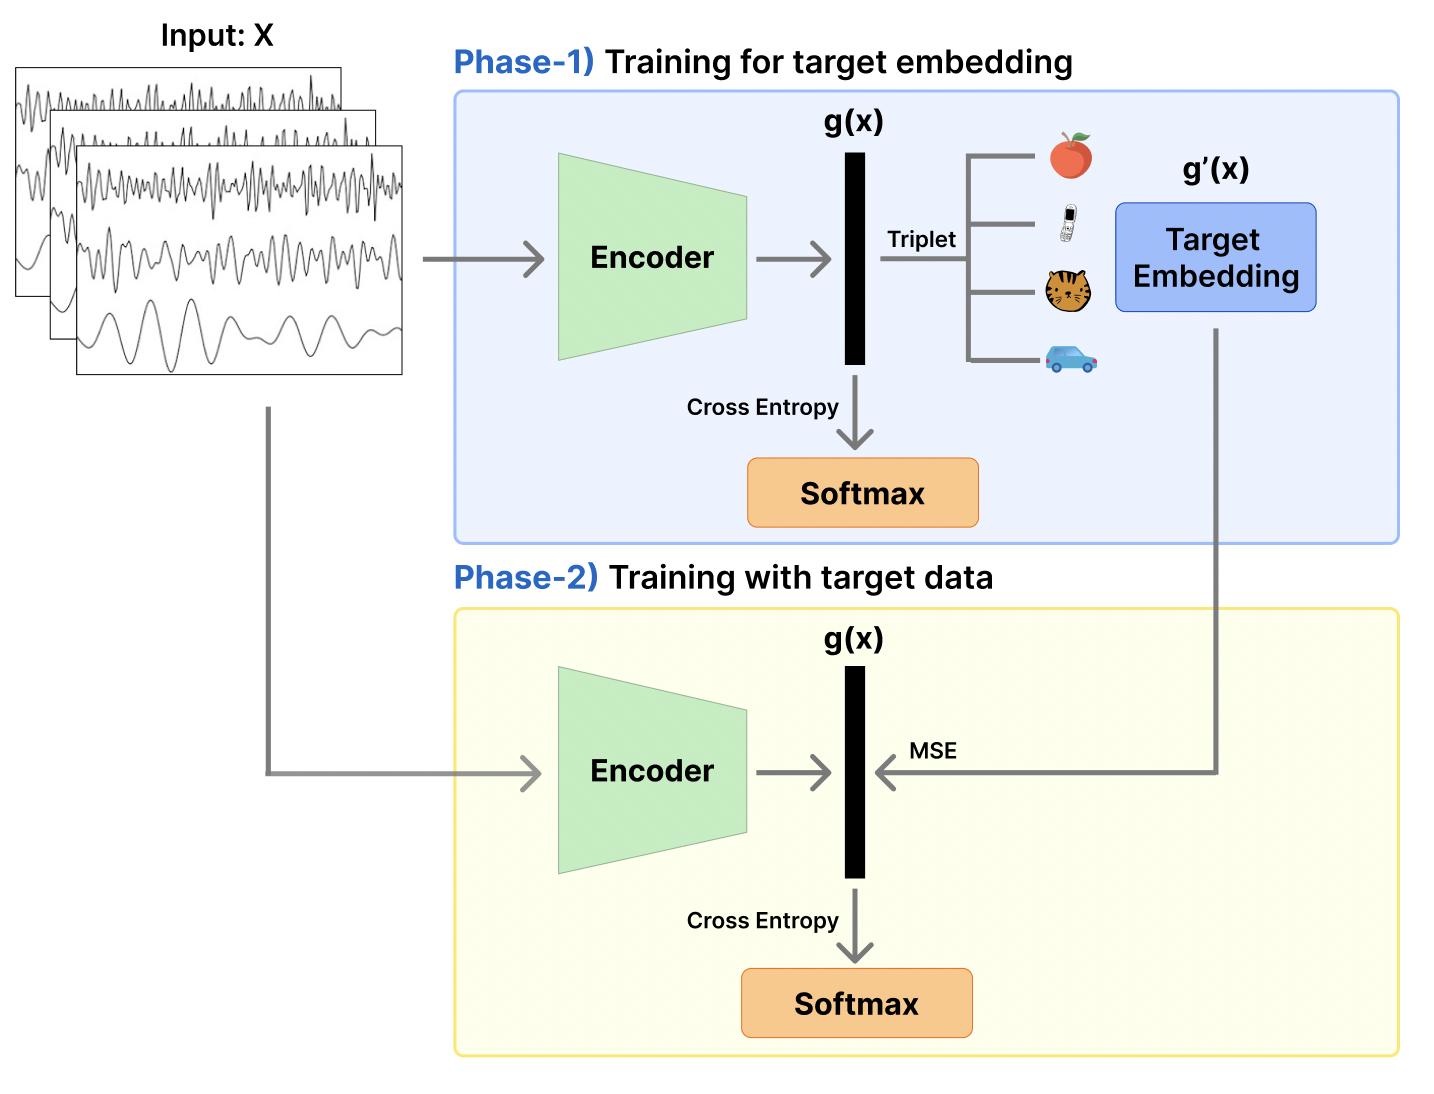 Input: X
Phase-1) Training for target embedding
g(x)
g’(x)
Encoder
Triplet
Target
Embedding
Cross Entropy
Softmax
Phase-2) Training with target data
g(x)
Encoder
MSE
Cross Entropy
Softmax